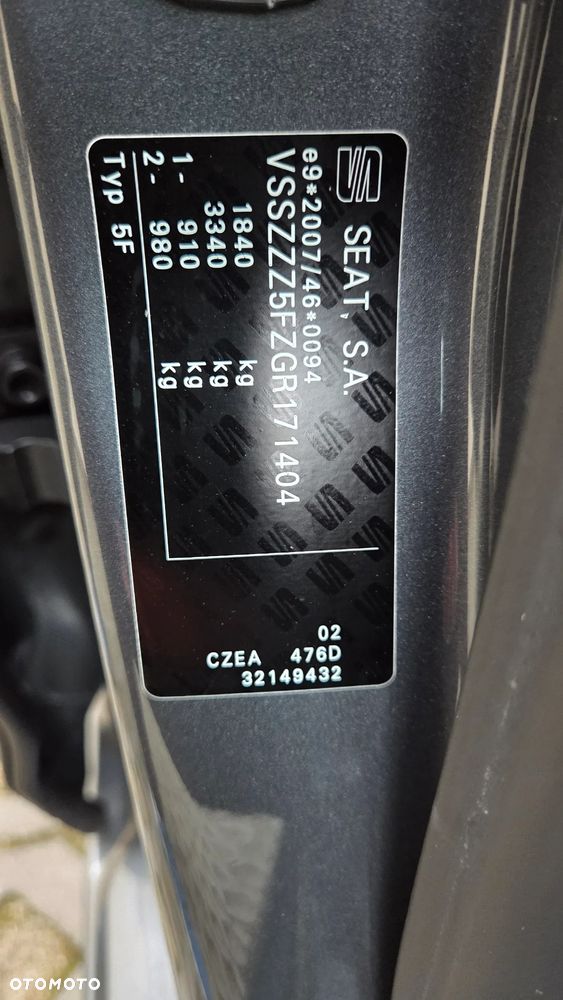 SEAT, S.A.
e9*2007/46*0094
VSSZZZ5FZGR171404
1840 kg
3340 kg
1- 910 kg
2- 980 kg
Typ 5F
02
CZEA 476D
32149432
OTOMOTO